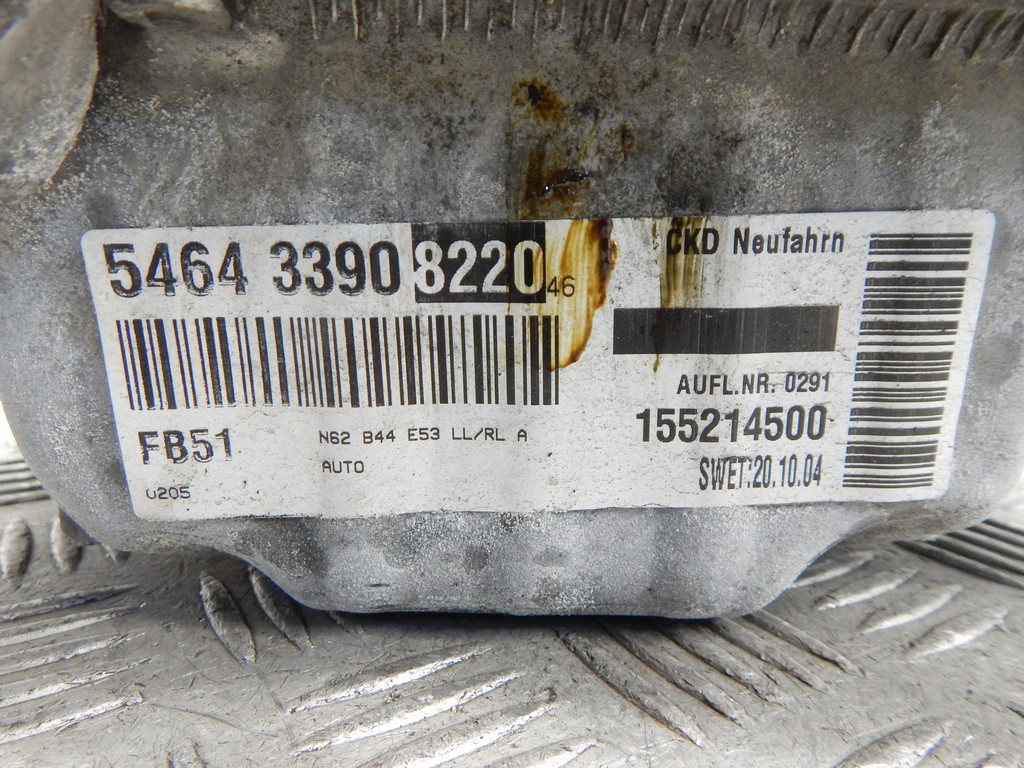 5464 3390 8220 46
CKD Neufahrn
AUFL.NR. 0291
155214500
SWET:20.10.04
FB51
N62 B44 E53 LL/RL A
AUTO
0205